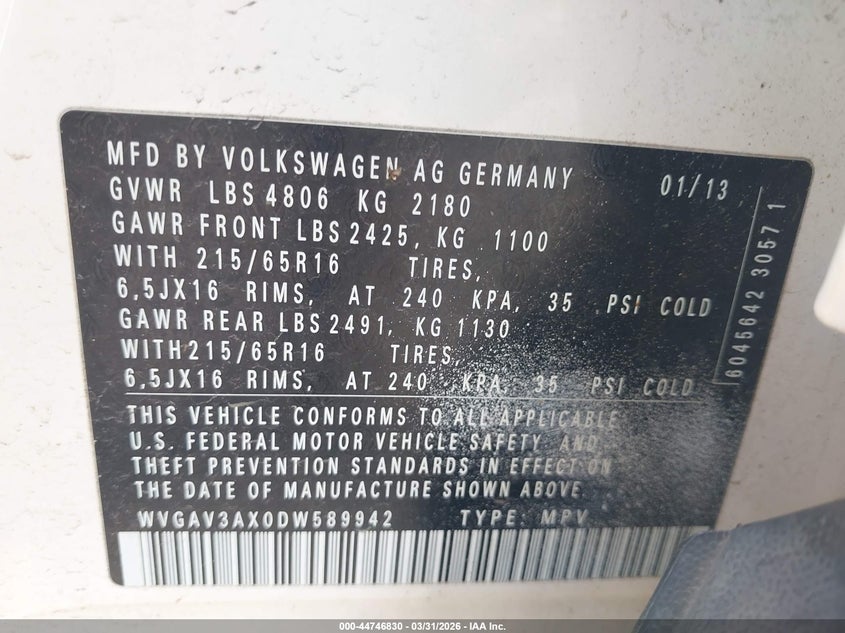 MFD BY VOLKSWAGEN AG GERMANY 01/13
GVWR LBS 4806 KG 2180
GAWR FRONT LBS 2425, KG 1100
WITH 215/65R16 TIRES,
6,5JX16 RIMS, AT 240 KPA, 35 PSI COLD
GAWR REAR LBS 2491, KG 1130
WITH 215/65R16 TIRES,
6,5JX16 RIMS, AT 240 KPA, 35 PSI COLD
THIS VEHICLE CONFORMS TO ALL APPLICABLE
U.S. FEDERAL MOTOR VEHICLE SAFETY, AND
THEFT PREVENTION STANDARDS IN EFFECT ON
THE DATE OF MANUFACTURE SHOWN ABOVE.
WVGAV3AX0DW589942 TYPE: MPV
6045642 3057 1
000-44746830 - 03/31/2026 - IAA Inc.